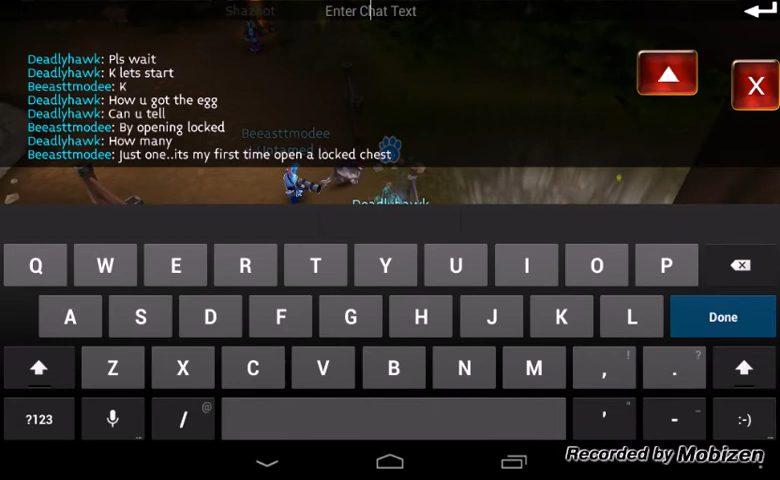 Shazbot
Enter Chat Text
Deadlyhawk: Pls wait
Deadlyhawk: K lets start
Beeasttmodee: K
Deadlyhawk: How u got the egg
Deadlyhawk: Can u tell
Beeasttmodee: By opening locked
Deadlyhawk: How many
Beeasttmodee: Just one..its my first time open a locked chest
X
Beeasttmodee
Untamed
Deadlyhawk
Q W E R T Y U I O P
A S D F G H J K L Done
Z X C V B N M , ! . ?
?123 / @ ' " - _ :-)
Recorded by Mobizen